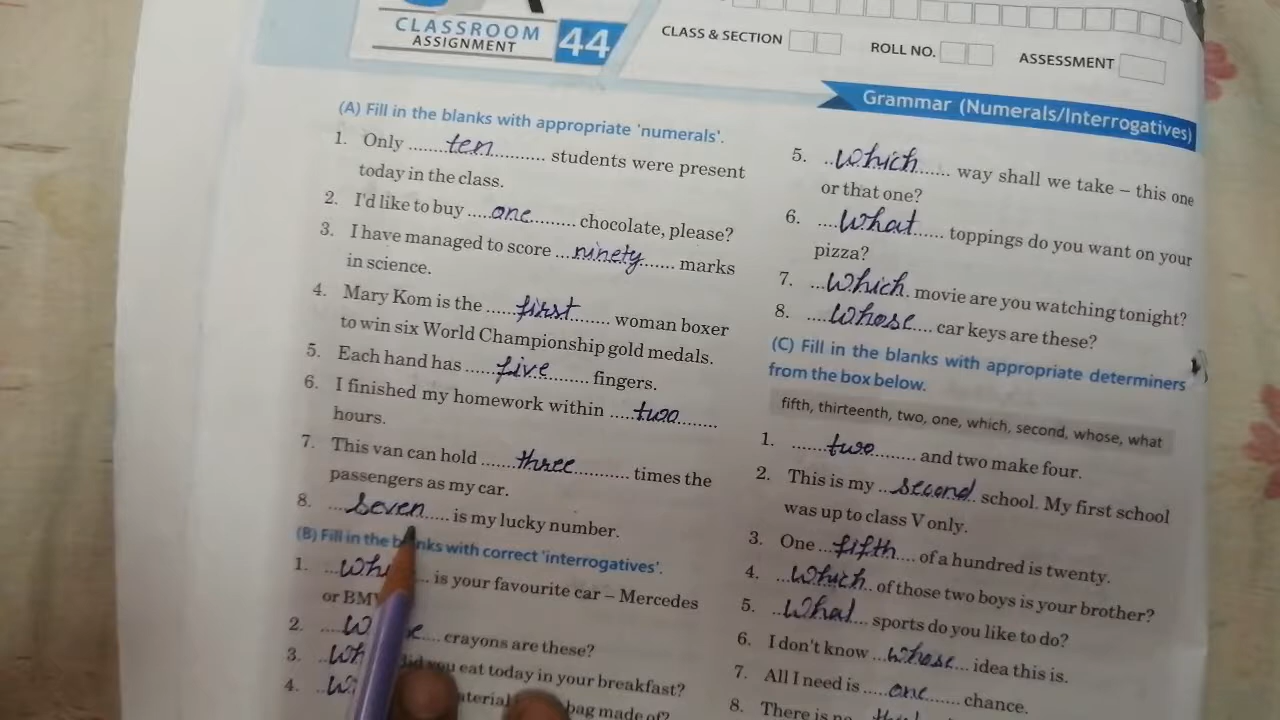 CLASSROOM
ASSIGNMENT
44
CLASS & SECTION
ROLL NO.
ASSESSMENT
Grammar (Numerals/Interrogatives)
(A) Fill in the blanks with appropriate 'numerals'.
1. Only ......ten............ students were present
today in the class.
2. I'd like to buy .....one.......... chocolate, please?
3. I have managed to score ...ninety....... marks
in science.
4. Mary Kom is the ......first......... woman boxer
to win six World Championship gold medals.
5. Each hand has ......five.......... fingers.
6. I finished my homework within .....two.........
hours.
7. This van can hold .......three............ times the
passengers as my car.
8. ...Seven..... is my lucky number.
(B) Fill in the blanks with correct 'interrogatives'.
1. ... is your favourite car – Mercedes
or
2. .... crayons are these?
3. did you eat today in your breakfast?
4. bag made of?
5. ..Which....... way shall we take – this one
or that one?
6. ....What...... toppings do you want on your
pizza?
7. ...Which. movie are you watching tonight?
8. ....Whose.... car keys are these?
(C) Fill in the blanks with appropriate determiners
from the box below.
fifth, thirteenth, two, one, which, second, whose, what
1. .......two.......... and two make four.
2. This is my ..second. school. My first school
was up to class V only.
3. One ...fifth.... of a hundred is twenty.
4. ...Which.. of those two boys is your brother?
5. ..What.... sports do you like to do?
6. I don't know ...whose... idea this is.
7. All I need is .....one........ chance.
8. There is no